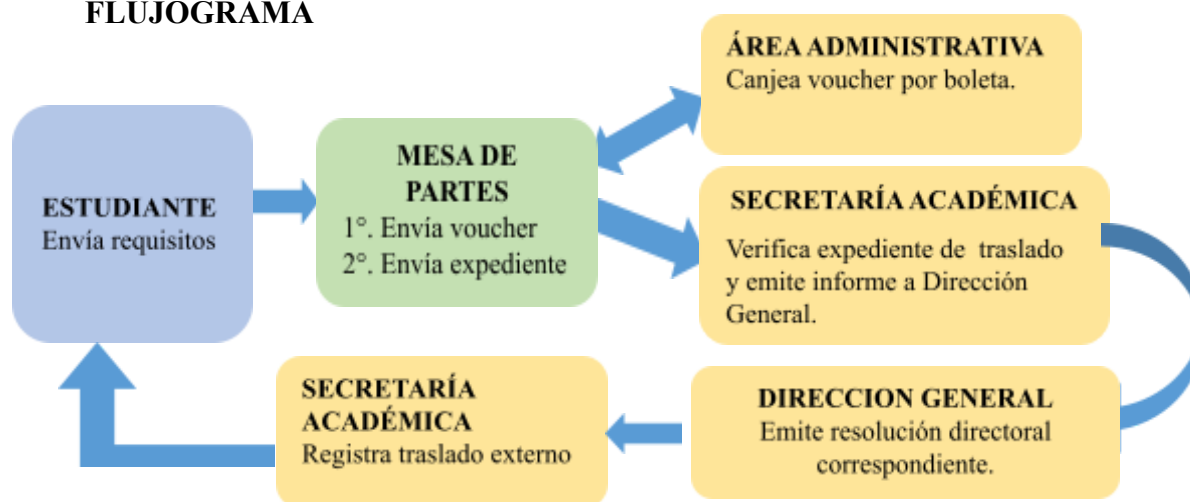 FLUJOGRAMA
ÁREA ADMINISTRATIVA
Canjea voucher por boleta.
MESA DE
PARTES
1°. Envía voucher
2°. Envía expediente
ESTUDIANTE
Envía requisitos
SECRETARÍA ACADÉMICA
Verifica expediente de traslado
y emite informe a Dirección
General.
DIRECCION GENERAL
Emite resolución directoral
correspondiente.
SECRETARÍA
ACADÉMICA
Registra traslado externo